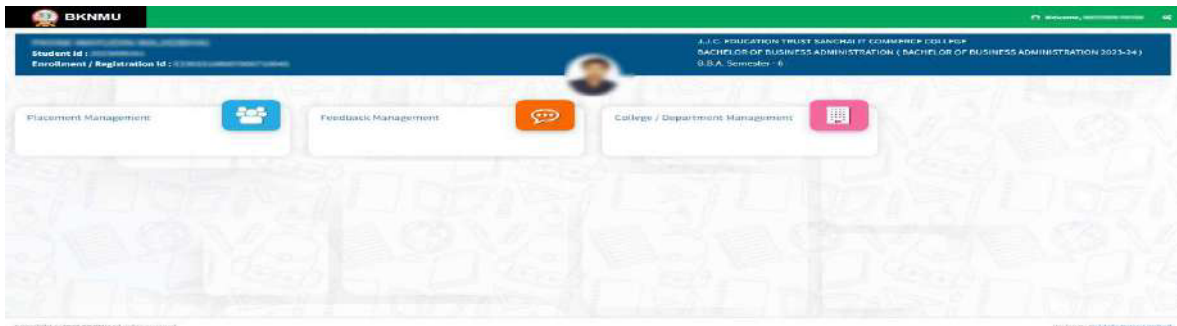 BKNMU
Welcome,
Student Id :
Enrollment / Registration Id :
J.J.C. EDUCATION TRUST SANCHALIT COMMERCE COLLEGE
BACHELOR OF BUSINESS ADMINISTRATION ( BACHELOR OF BUSINESS ADMINISTRATION 2023-24 )
B.B.A. Semester - 6
Placement Management
Feedback Management
College / Department Management